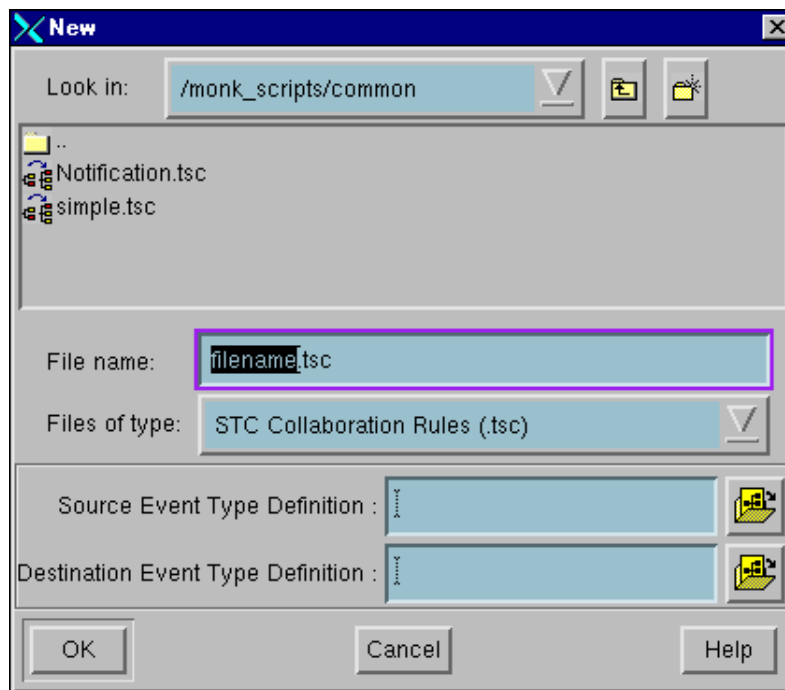 New
Look in: /monk_scripts/common
..
Notification.tsc
simple.tsc
File name: filename.tsc
Files of type: STC Collaboration Rules (.tsc)
Source Event Type Definition :
Destination Event Type Definition :
OK Cancel Help